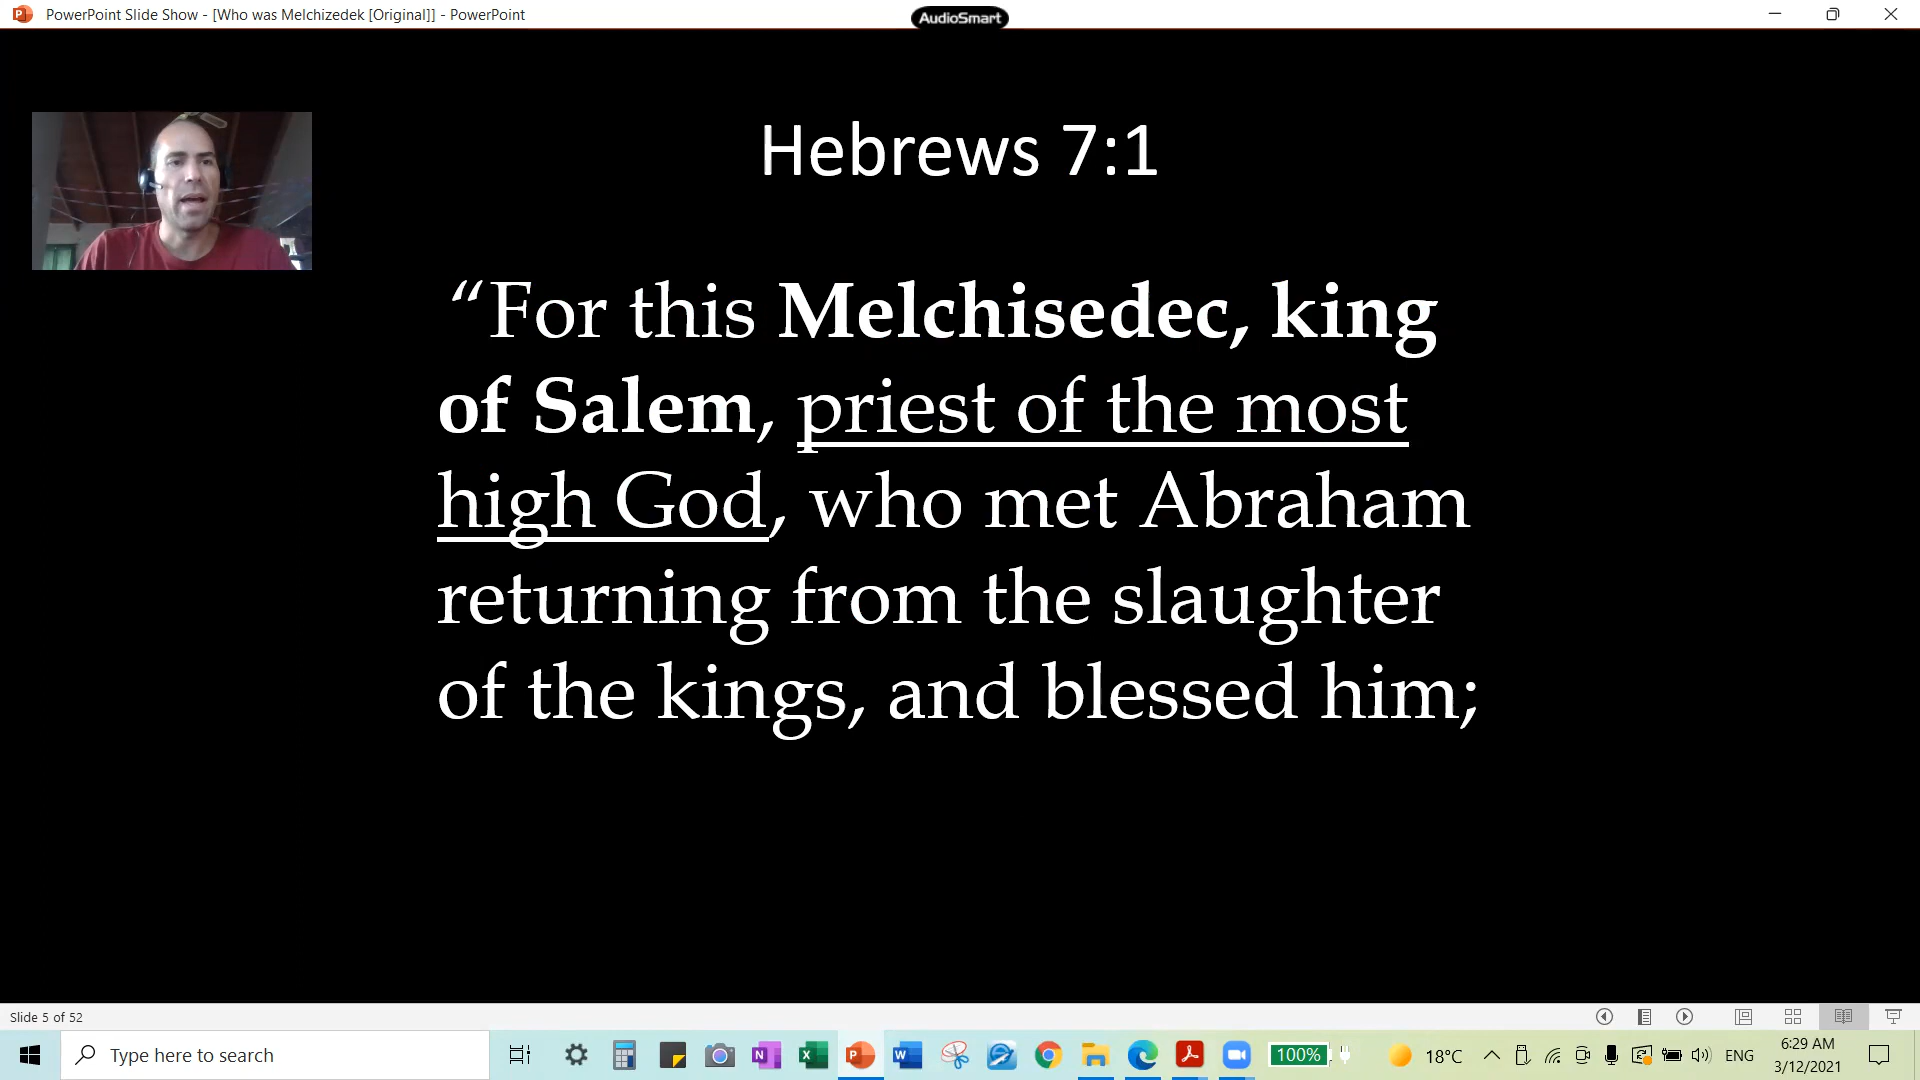 PowerPoint Slide Show - [Who was Melchizedek [Original]] - PowerPoint
AudioSmart
Hebrews 7:1
“For this Melchisedec, king
of Salem, priest of the most
high God, who met Abraham
returning from the slaughter
of the kings, and blessed him;
Slide 5 of 52
Type here to search
100%
18°C
ENG
6:29 AM
3/12/2021